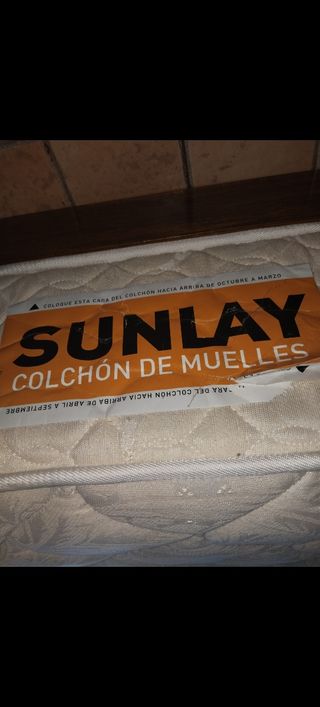 COLOQUE ESTA CARA DEL COLCHÓN HACIA ARRIBA DE OCTUBRE A MARZO
SUNLAY
COLCHÓN DE MUELLES
CARA DEL COLCHÓN HACIA ARRIBA DE ABRIL A SEPTIEMBRE